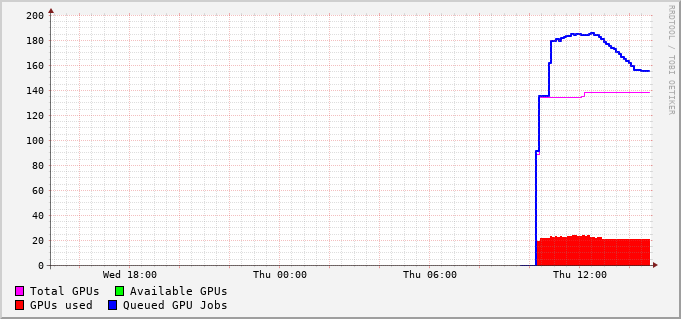 200
180
160
140
120
100
80
60
40
20
0
Wed 18:00 Thu 00:00 Thu 06:00 Thu 12:00
Total GPUs Available GPUs
GPUs used Queued GPU Jobs
RRDTOOL / TOBI OETIKER